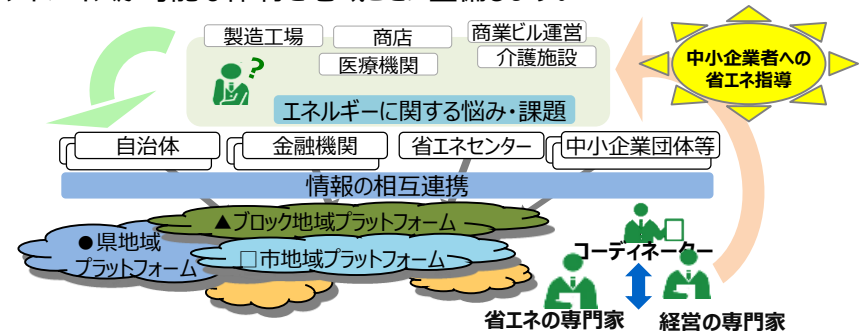 製造工場
商店
商業ビル運営
医療機関
介護施設
?
エネルギーに関する悩み・課題
中小企業者への
省エネ指導
自治体
金融機関
省エネセンター
中小企業団体等
情報の相互連携
▲ブロック地域プラットフォーム
●県地域
プラットフォーム
□市地域プラットフォーム
コーディネーター
省エネの専門家
経営の専門家